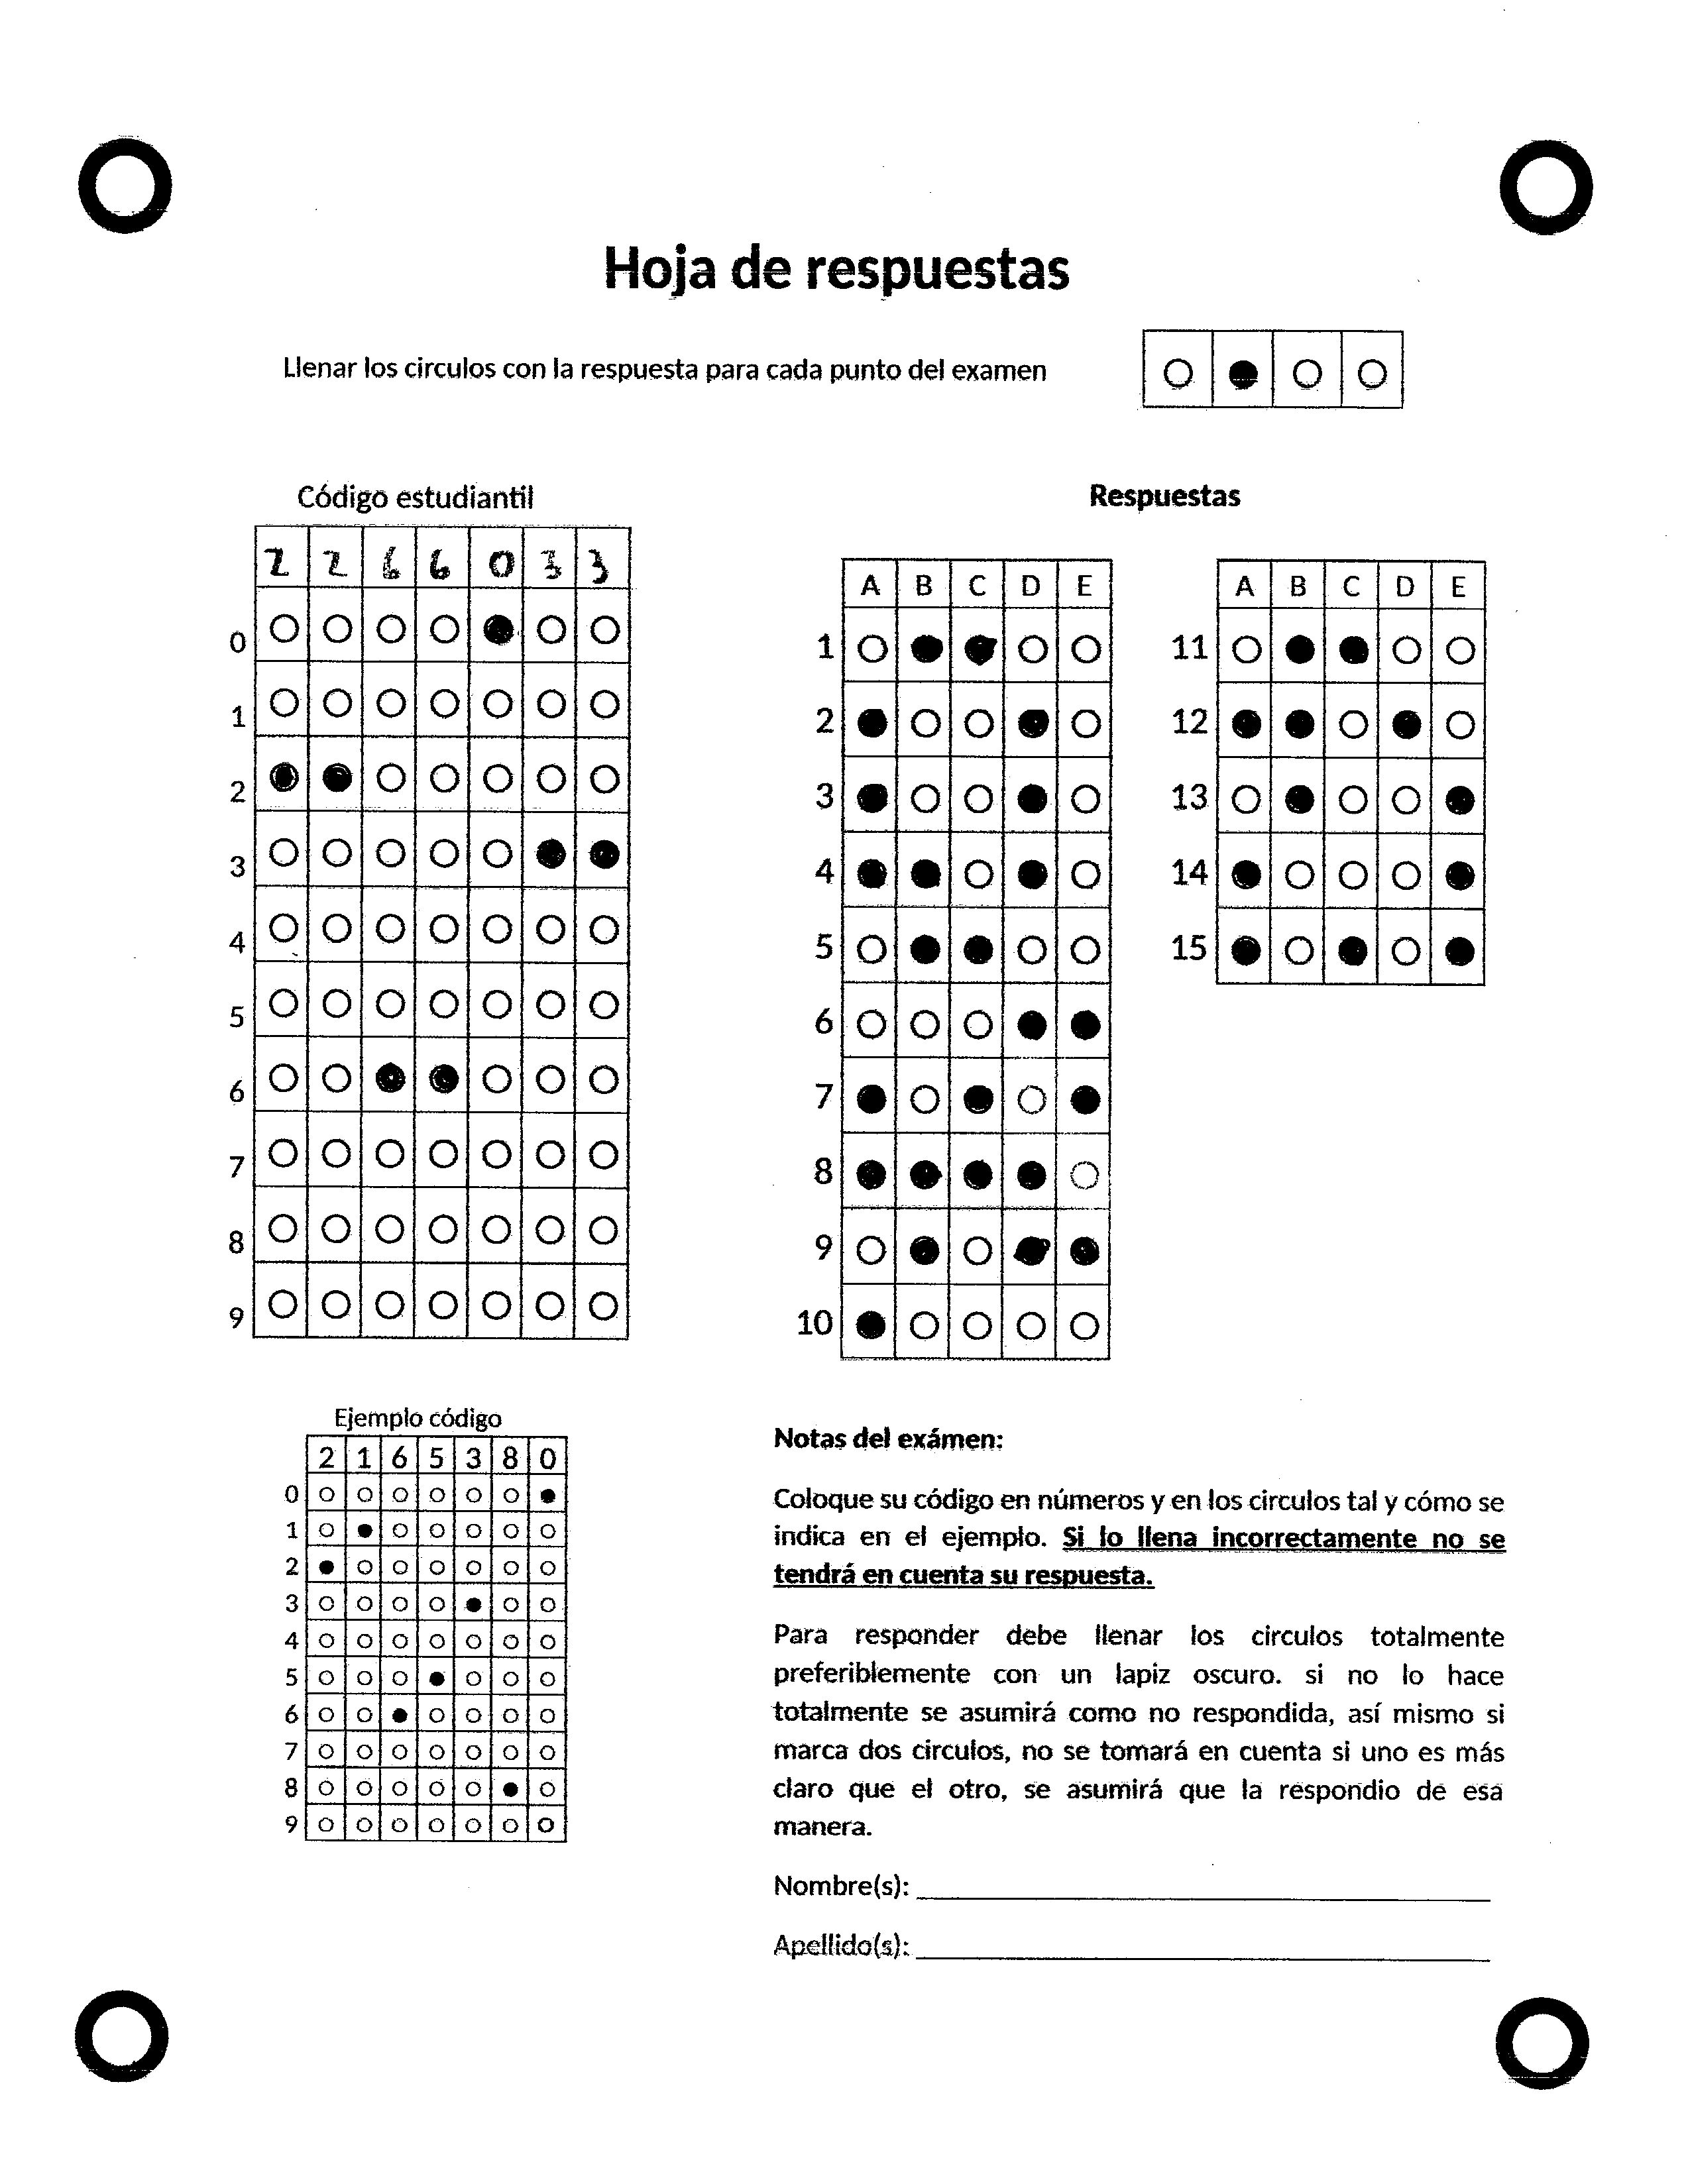 Hoja de respuestas
Llenar los circulos con la respuesta para cada punto del examen
Código estudiantil
2 2 6 6 0 3 3
0
1
2
3
4
5
6
7
8
9
Respuestas
A B C D E
1
2
3
4
5
6
7
8
9
10
A B C D E
11
12
13
14
15
Ejemplo código
2 1 6 5 3 8 0
0
1
2
3
4
5
6
7
8
9
Notas del exámen:
Coloque su código en números y en los circulos tal y cómo se
indica en el ejemplo. Si lo llena incorrectamente no se
tendrá en cuenta su respuesta.
Para responder debe llenar los circulos totalmente
preferiblemente con un lapiz oscuro. si no lo hace
totalmente se asumirá como no respondida, así mismo si
marca dos circulos, no se tomará en cuenta si uno es más
claro que el otro, se asumirá que la respondio de esa
manera.
Nombre(s):
Apellido(s):